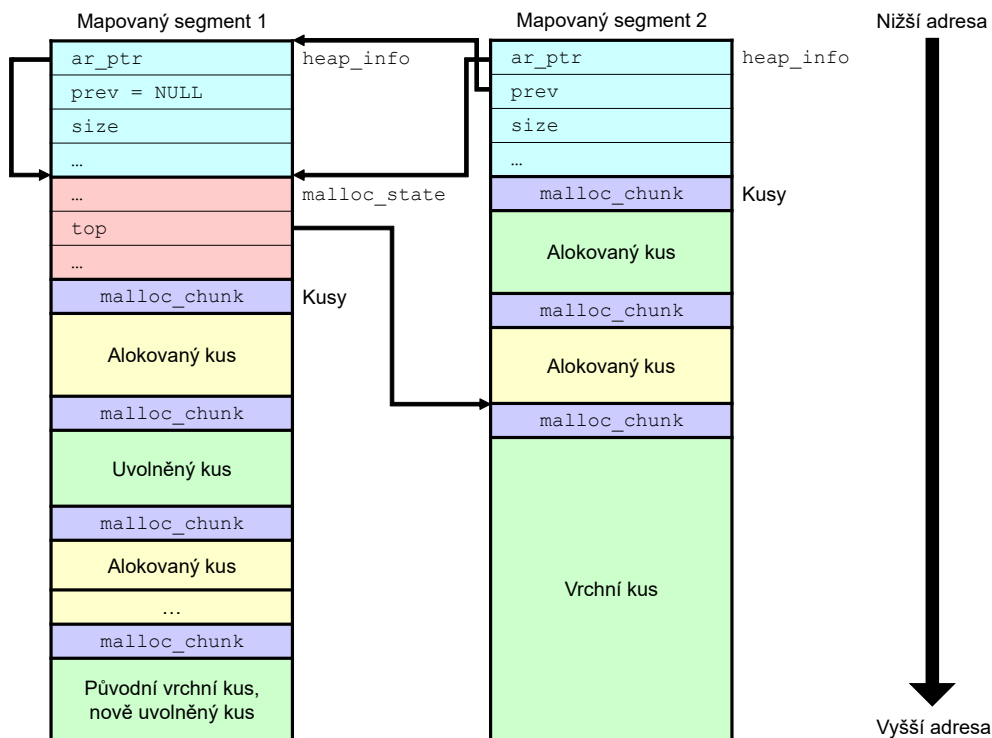 Mapovaný segment 1
ar_ptr
heap_info
prev = NULL
size
…
…
malloc_state
top
…
malloc_chunk
Kusy
Alokovaný kus
malloc_chunk
Uvolněný kus
malloc_chunk
Alokovaný kus
…
malloc_chunk
Původní vrchní kus,
nově uvolněný kus
Mapovaný segment 2
ar_ptr
heap_info
prev
size
…
malloc_chunk
Kusy
Alokovaný kus
malloc_chunk
Alokovaný kus
malloc_chunk
Vrchní kus
Nižší adresa
Vyšší adresa